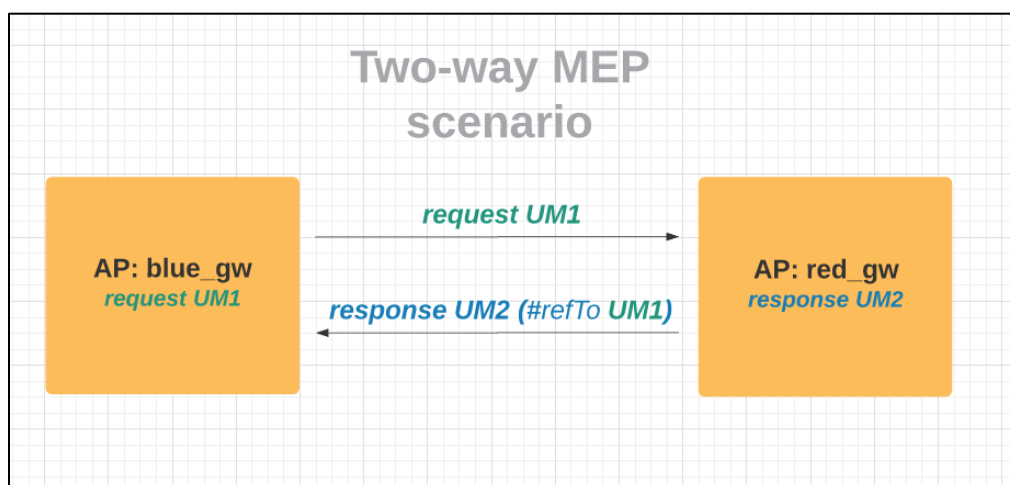 Two-way MEP
scenario
request UM1
AP: blue_gw
request UM1
AP: red_gw
response UM2
response UM2 (#refTo UM1)